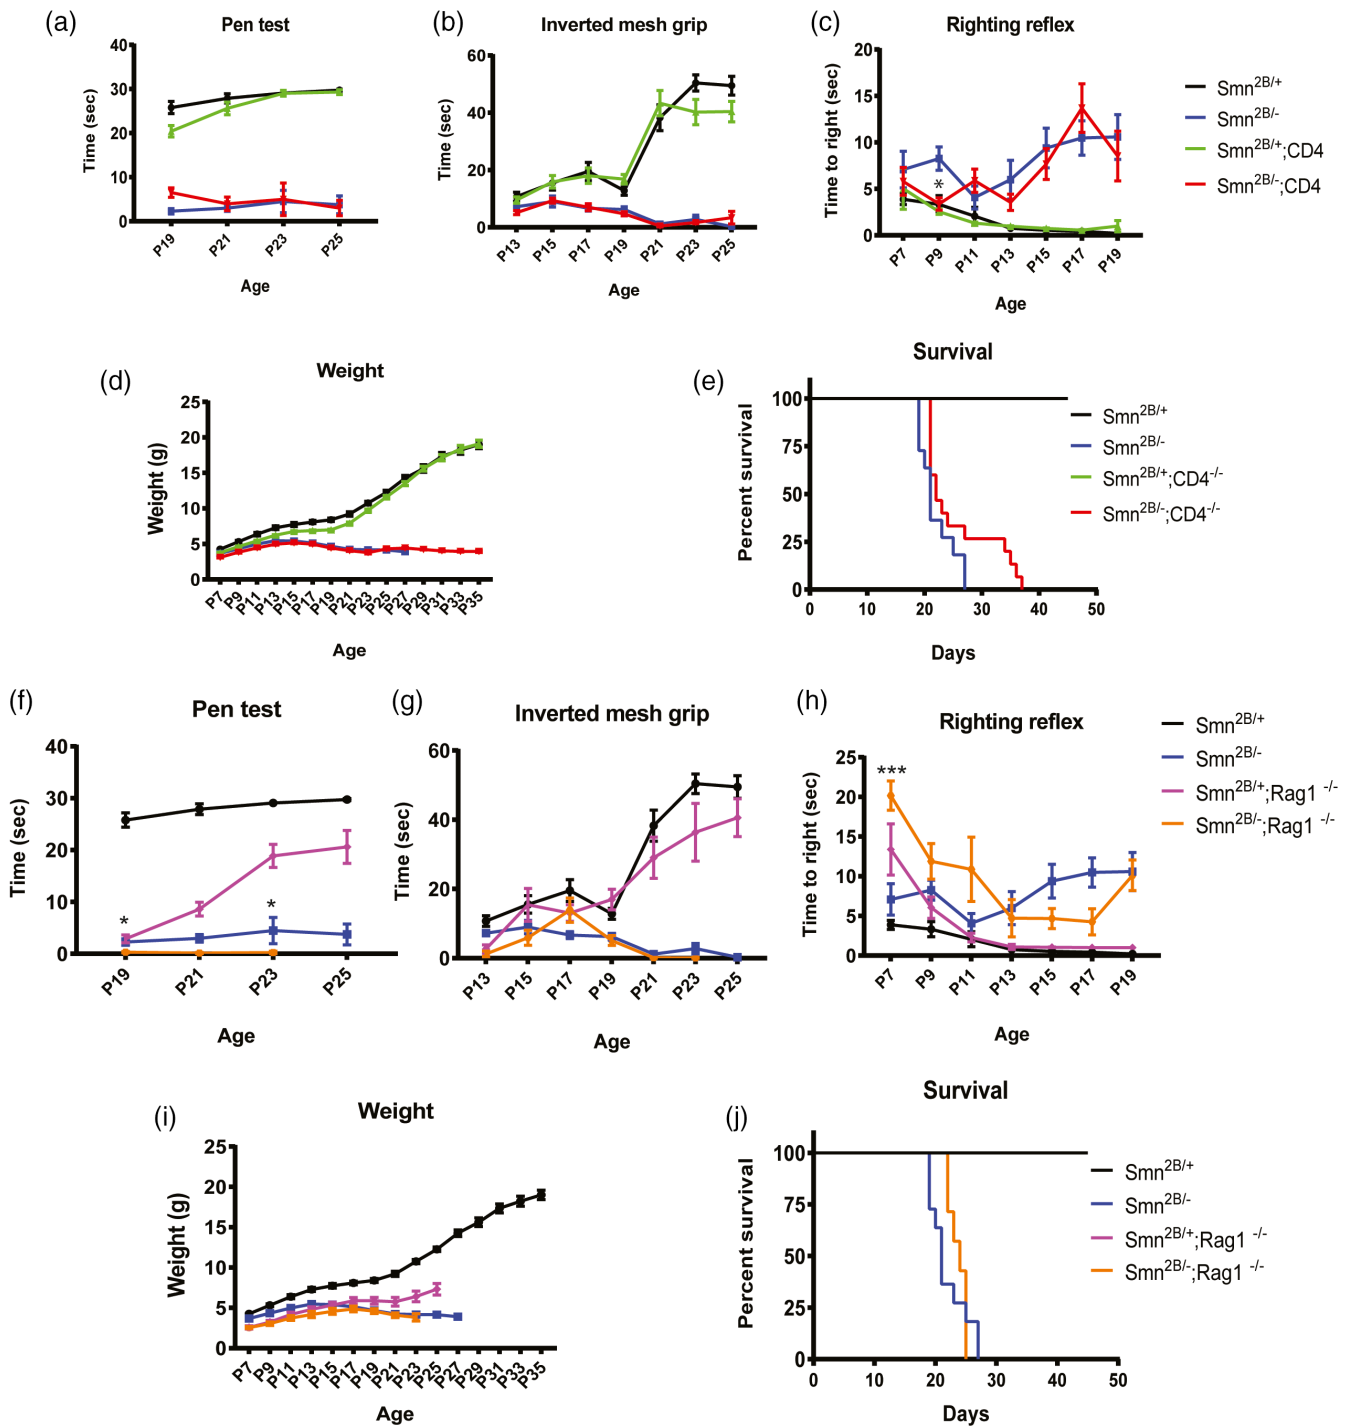 (a) Pen test
Time (sec)
40
30
20
10
0
P19 P21 P23 P25
Age
(b) Inverted mesh grip
Time (sec)
60
40
20
0
P13 P15 P17 P19 P21 P23 P25
Age
(c) Righting reflex
Time to right (sec)
20
15
10
5
0
*
P7 P9 P11 P13 P15 P17 P19
Age
Smn2B/+
Smn2B/-
Smn2B/+;CD4
Smn2B/-;CD4
(d) Weight
Weight (g)
25
20
15
10
5
0
P7 P9 P11 P13 P15 P17 P19 P21 P23 P25 P27 P29 P31 P33 P35
Age
(e) Survival
Percent survival
100
75
50
25
0
0 10 20 30 40 50
Days
Smn2B/+
Smn2B/-
Smn2B/+;CD4-/-
Smn2B/-;CD4-/-
(f) Pen test
Time (sec)
40
30
20
10
0
* *
P19 P21 P23 P25
Age
(g) Inverted mesh grip
Time (sec)
60
40
20
0
P13 P15 P17 P19 P21 P23 P25
Age
(h) Righting reflex
Time to right (sec)
25
20
15
10
5
0
***
P7 P9 P11 P13 P15 P17 P19
Age
Smn2B/+
Smn2B/-
Smn2B/+;Rag1 -/-
Smn2B/-;Rag1 -/-
(i) Weight
Weight (g)
25
20
15
10
5
0
P7 P9 P11 P13 P15 P17 P19 P21 P23 P25 P27 P29 P31 P33 P35
Age
(j) Survival
Percent survival
100
75
50
25
0
0 10 20 30 40 50
Days
Smn2B/+
Smn2B/-
Smn2B/+;Rag1 -/-
Smn2B/-;Rag1 -/-